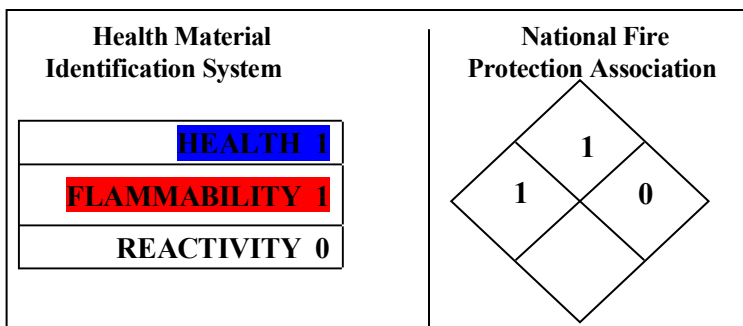 Health Material
Identification System
HEALTH 1
FLAMMABILITY 1
REACTIVITY 0
National Fire
Protection Association
1
1 0